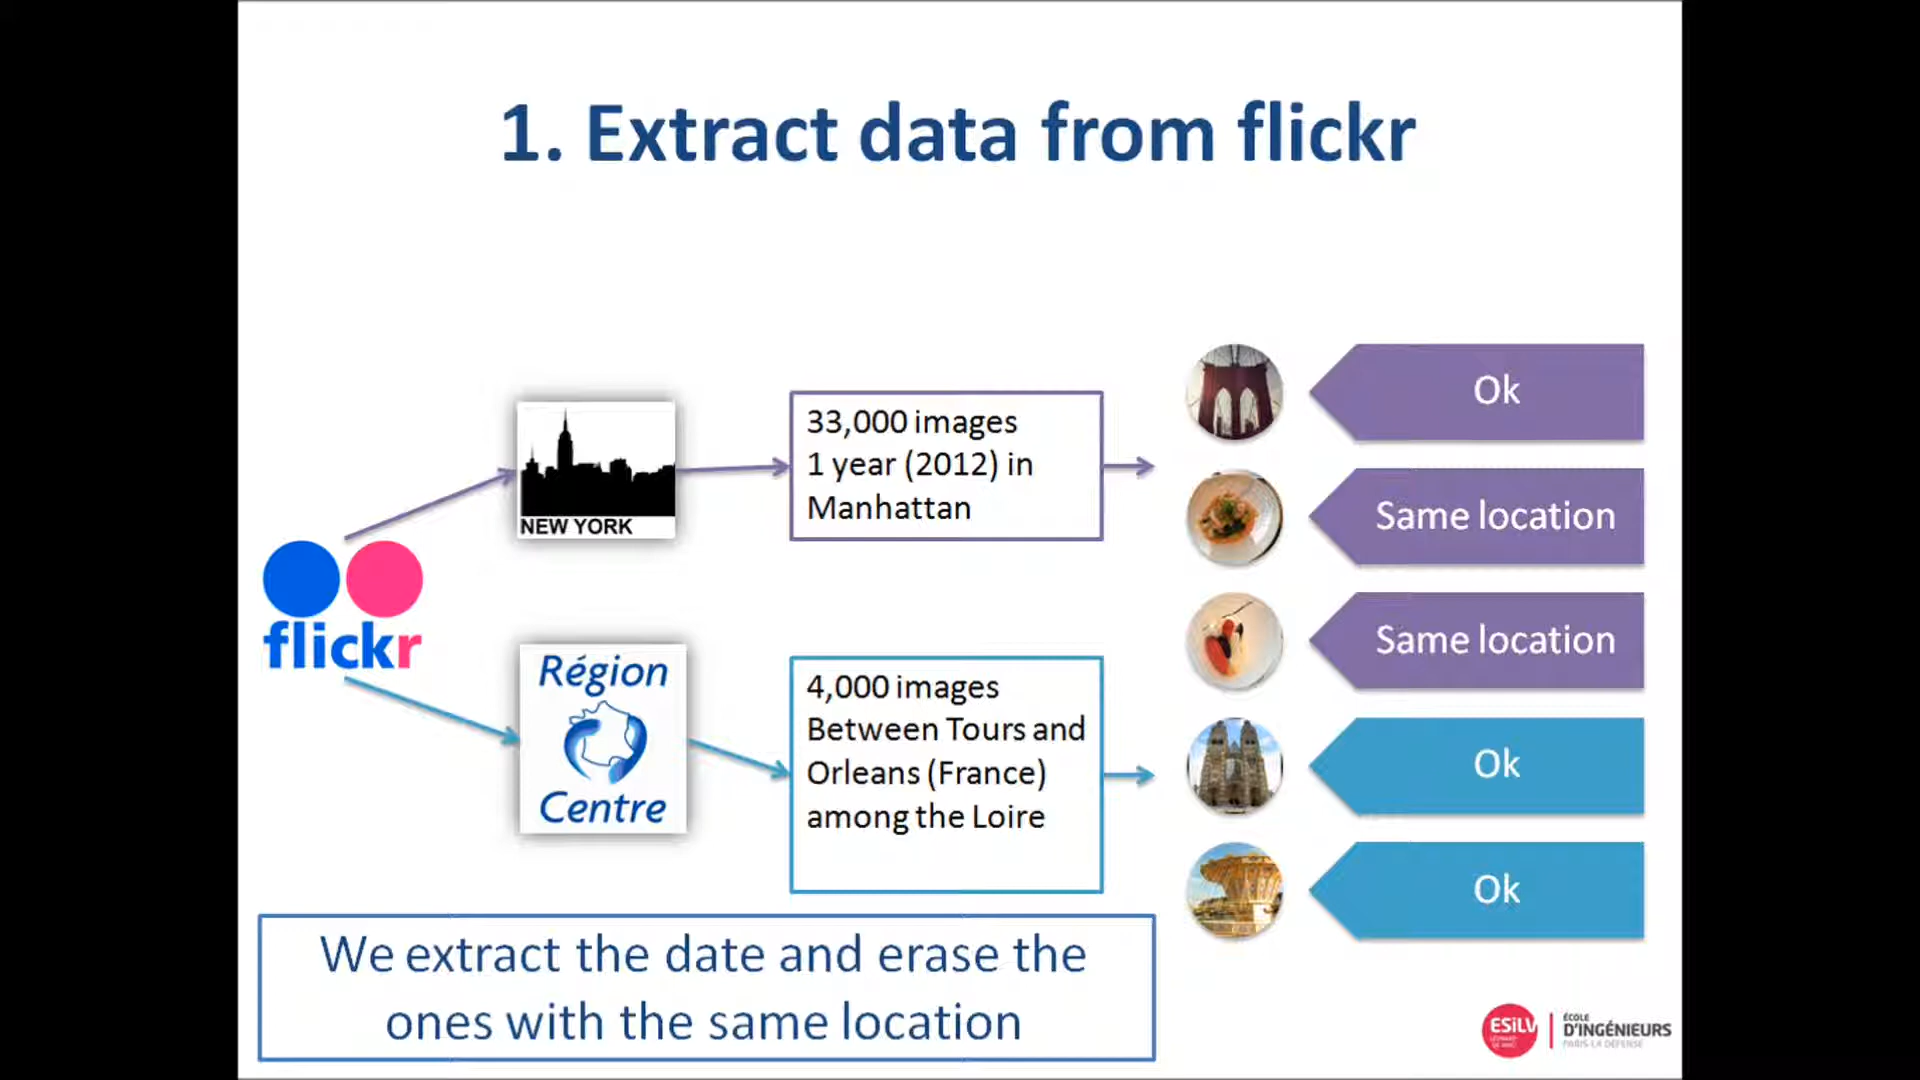 1. Extract data from flickr
NEW YORK
33,000 images
1 year (2012) in
Manhattan
flickr
Région
Centre
4,000 images
Between Tours and
Orleans (France)
among the Loire
Ok
Same location
Same location
Ok
Ok
We extract the date and erase the
ones with the same location
ESILV
ÉCOLE
D'INGÉNIEURS
PARIS-LA DÉFENSE